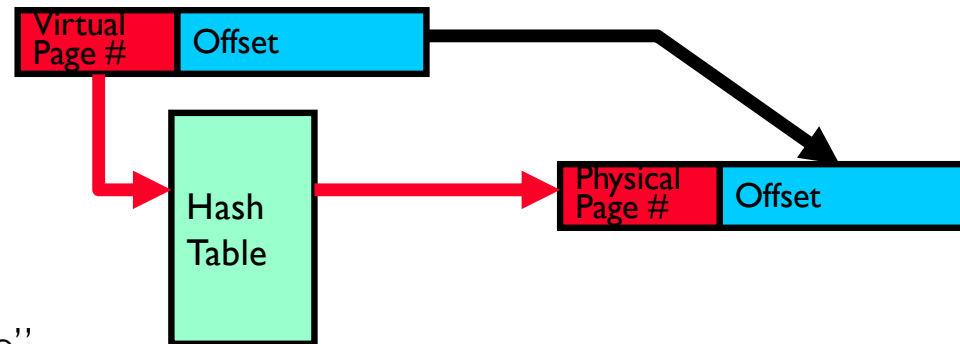 Virtual
Page #
Offset
Physical
Page #
Offset
Hash
Table